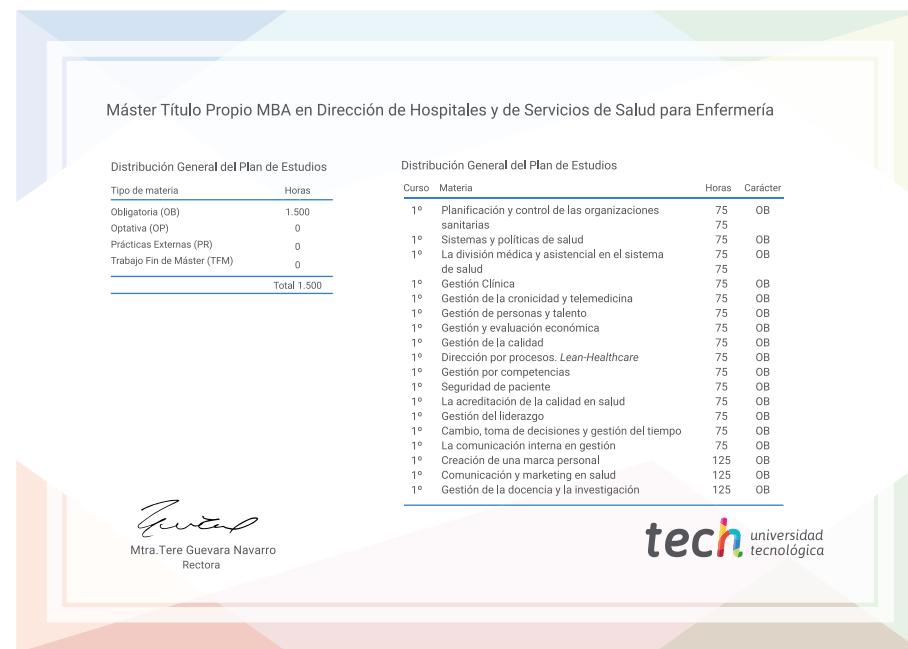 Máster Título Propio MBA en Dirección de Hospitales y de Servicios de Salud para Enfermería
Distribución General del Plan de Estudios
Tipo de materia Horas
Obligatoria (OB) 1.500
Optativa (OP) 0
Prácticas Externas (PR) 0
Trabajo Fin de Máster (TFM) 0
Total 1.500
Distribución General del Plan de Estudios
Curso Materia Horas Carácter
1º Planificación y control de las organizaciones 75 OB
sanitarias 75
1º Sistemas y políticas de salud 75 OB
1º La división médica y asistencial en el sistema 75 OB
de salud 75
1º Gestión Clínica 75 OB
1º Gestión de la cronicidad y telemedicina 75 OB
1º Gestión de personas y talento 75 OB
1º Gestión y evaluación económica 75 OB
1º Gestión de la calidad 75 OB
1º Dirección por procesos. Lean-Healthcare 75 OB
1º Gestión por competencias 75 OB
1º Seguridad de paciente 75 OB
1º La acreditación de la calidad en salud 75 OB
1º Gestión del liderazgo 75 OB
1º Cambio, toma de decisiones y gestión del tiempo 75 OB
1º La comunicación interna en gestión 75 OB
1º Creación de una marca personal 125 OB
1º Comunicación y marketing en salud 125 OB
1º Gestión de la docencia y la investigación 125 OB
Mtra.Tere Guevara Navarro
Rectora
tech universidad
tecnológica